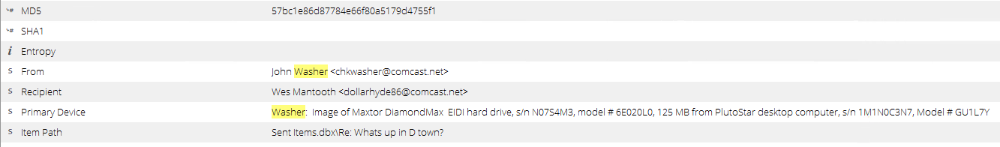 MD5 57bc1e86d87784e66f80a5179d4755f1
SHA1
Entropy
From John Washer <chkwasher@comcast.net>
Recipient Wes Mantooth <dollarhyde86@comcast.net>
Primary Device Washer: Image of Maxtor DiamondMax EIDI hard drive, s/n N07S4M3, model # 6E020L0, 125 MB from PlutoStar desktop computer, s/n 1M1N0C3N7, Model # GU1L7Y
Item Path Sent Items.dbx\Re: Whats up in D town?